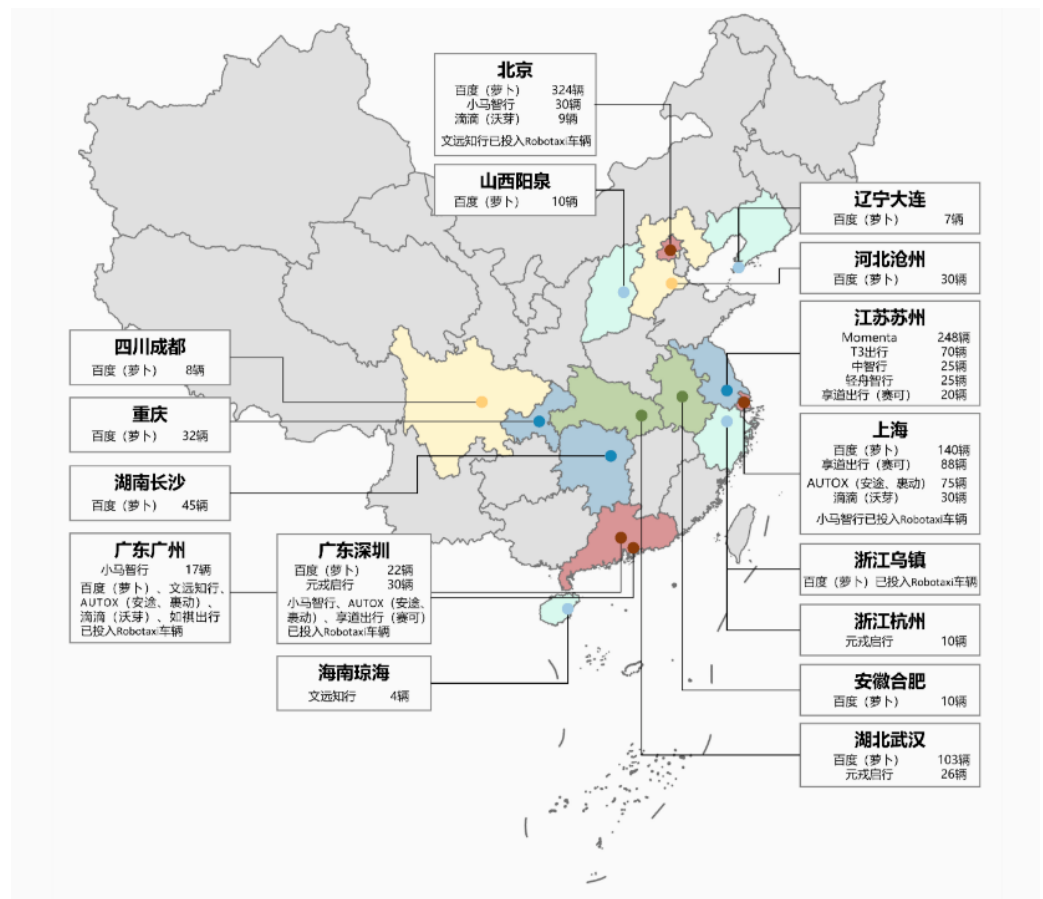 北京
百度（萝卜） 324辆
小马智行 30辆
滴滴（沃芽） 9辆
文远知行已投入Robotaxi车辆
山西阳泉
百度（萝卜） 10辆
辽宁大连
百度（萝卜） 7辆
河北沧州
百度（萝卜） 30辆
江苏苏州
Momenta 248辆
T3出行 70辆
中智行 25辆
轻舟智行 25辆
享道出行（赛可） 20辆
四川成都
百度（萝卜） 8辆
重庆
百度（萝卜） 32辆
上海
百度（萝卜） 140辆
享道出行（赛可） 88辆
AUTOX（安途、裹动） 75辆
滴滴（沃芽） 30辆
小马智行已投入Robotaxi车辆
湖南长沙
百度（萝卜） 45辆
广东广州
小马智行 17辆
百度（萝卜）、文远知行、
AUTOX（安途、裹动）、
滴滴（沃芽）、如祺出行
已投入Robotaxi车辆
广东深圳
百度（萝卜） 22辆
元戎启行 30辆
小马智行、AUTOX（安途、
裹动）、享道出行（赛可）
已投入Robotaxi车辆
浙江乌镇
百度（萝卜）已投入Robotaxi车辆
浙江杭州
元戎启行 10辆
海南琼海
文远知行 4辆
安徽合肥
百度（萝卜） 10辆
湖北武汉
百度（萝卜） 103辆
元戎启行 26辆